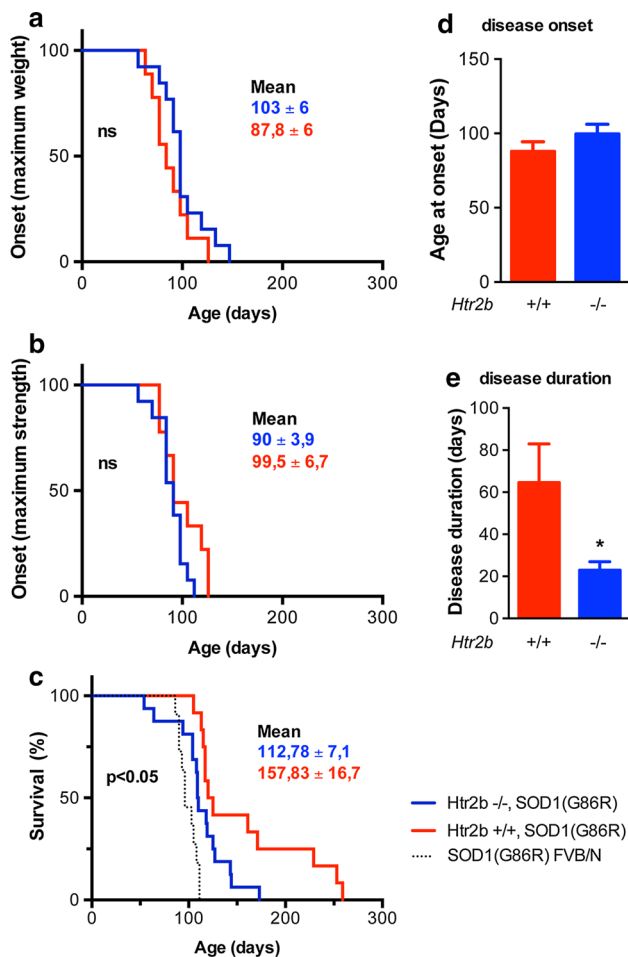 a
Onset (maximum weight)
100
50
0
ns
Mean
103 ± 6
87,8 ± 6
0 100 200 300
Age (days)
b
Onset (maximum strength)
100
50
0
ns
Mean
90 ± 3,9
99,5 ± 6,7
0 100 200 300
Age (days)
c
Survival (%)
100
50
0
p<0.05
Mean
112,78 ± 7,1
157,83 ± 16,7
0 100 200 300
Age (days)
d disease onset
Age at onset (Days)
150
100
50
0
Htr2b +/+ -/-
e disease duration
Disease duration (days)
80
60
40
20
0
*
Htr2b +/+ -/-
Htr2b -/-, SOD1(G86R)
Htr2b +/+, SOD1(G86R)
SOD1(G86R) FVB/N